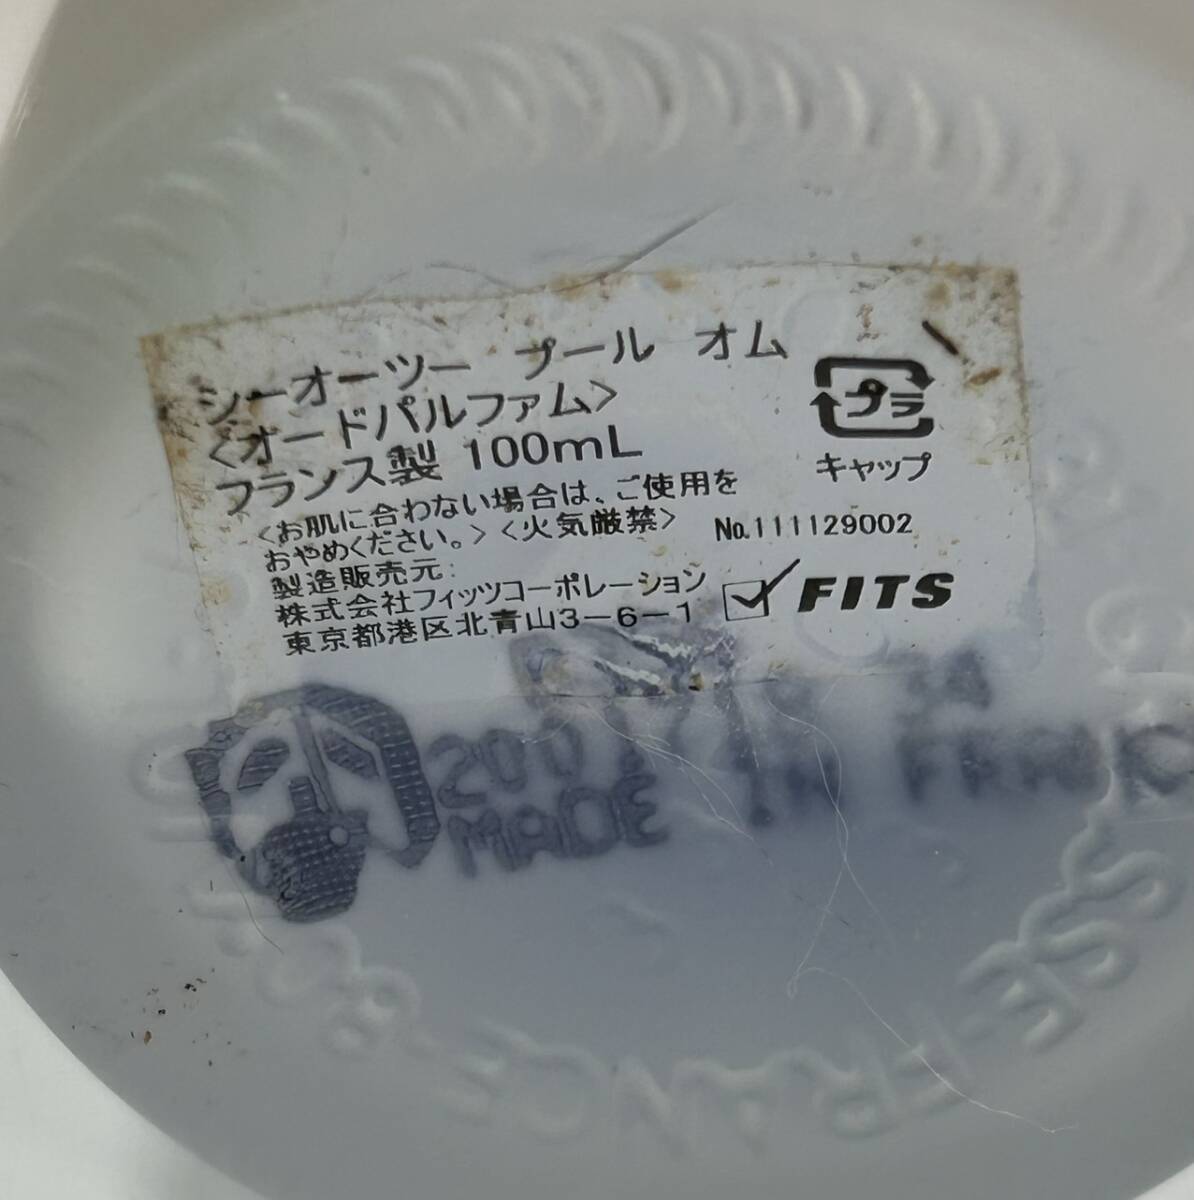 シーオーツー プール オム
<オードパルファム>
フランス製 100mL
<お肌に合わない場合は、ご使用を
おやめください。><火気厳禁>
製造販売元:
株式会社フィッツコーポレーション
東京都港区北青山3-6-1
プラ
キャップ
No.111129002
FITS
MADE IN FRANCE
FRANCE